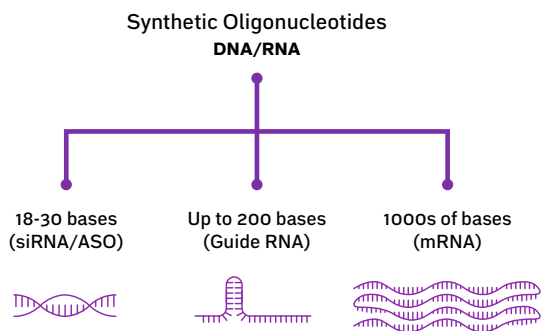 Synthetic Oligonucleotides
DNA/RNA
18-30 bases
(siRNA/ASO)
Up to 200 bases
(Guide RNA)
1000s of bases
(mRNA)